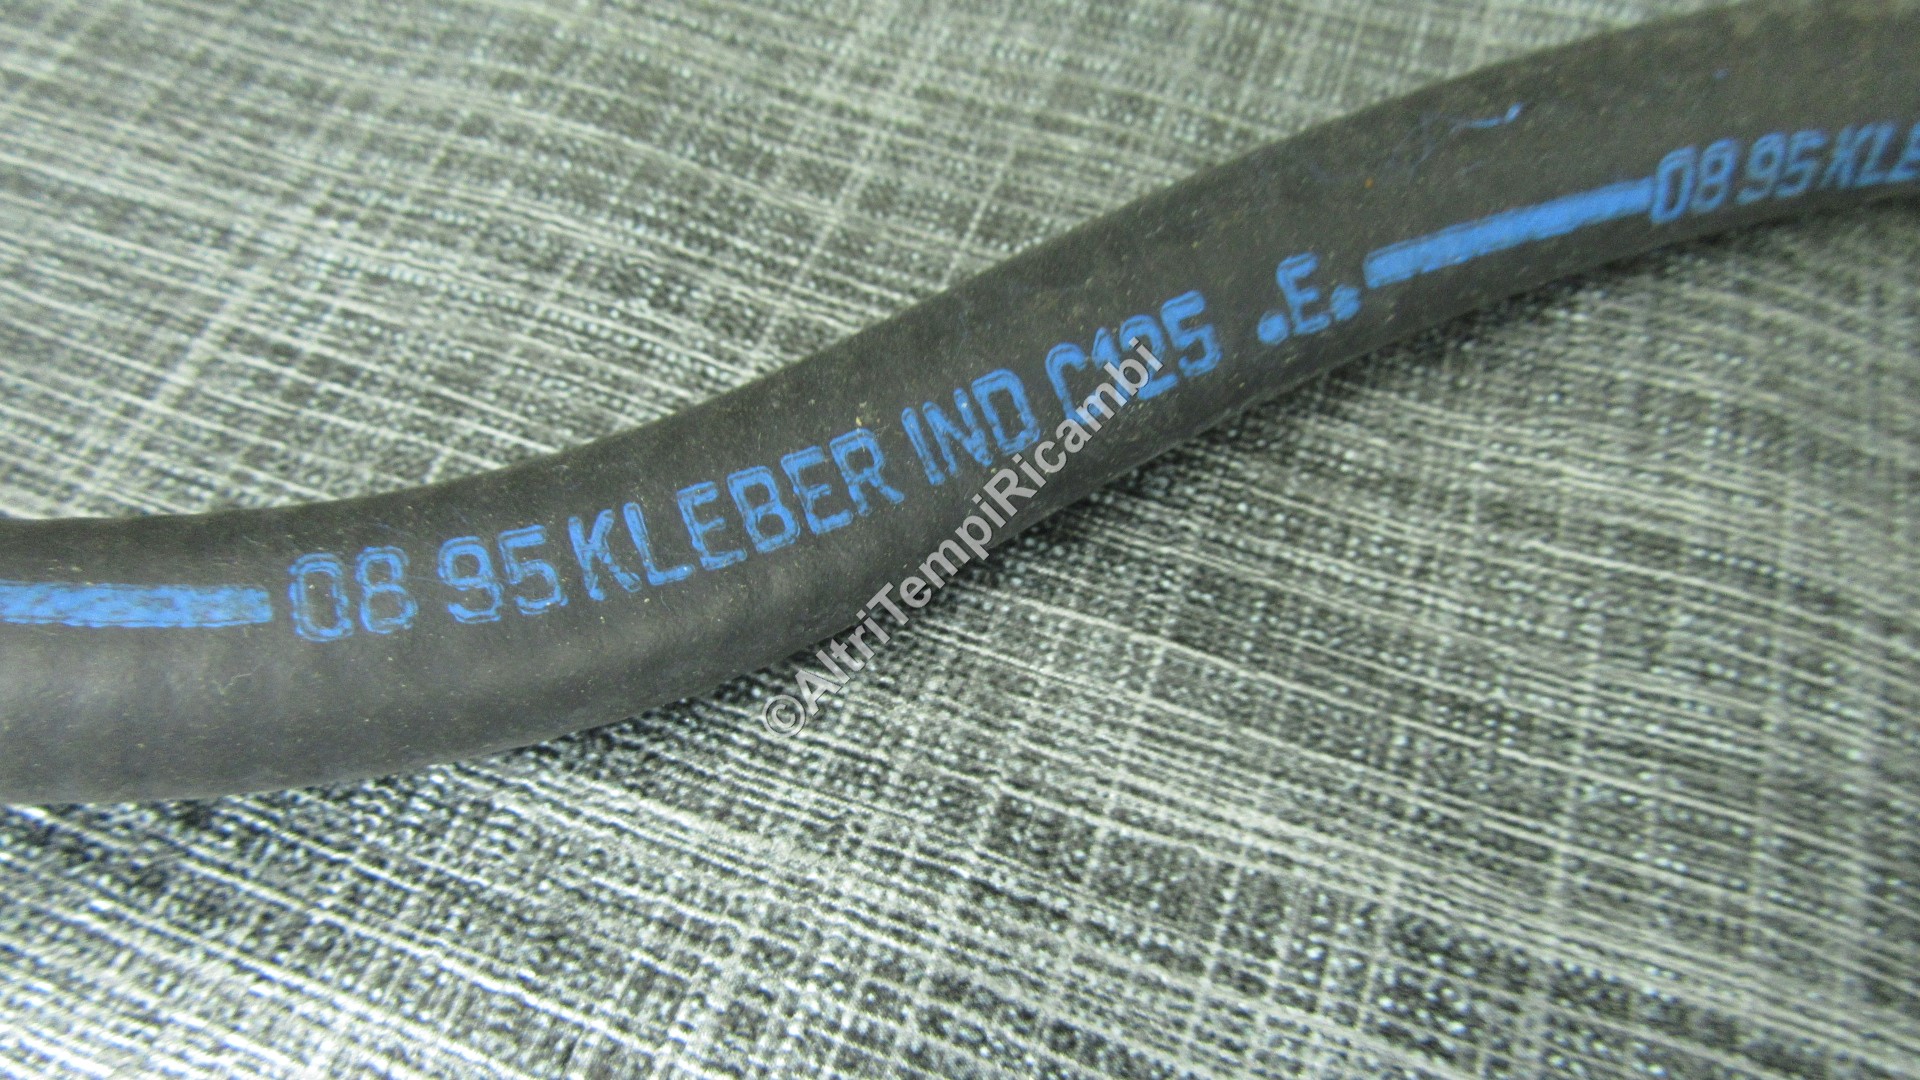 08 95 KLEBER IND C125 .E.
08 95 KLE
©AltriTempiRicambi